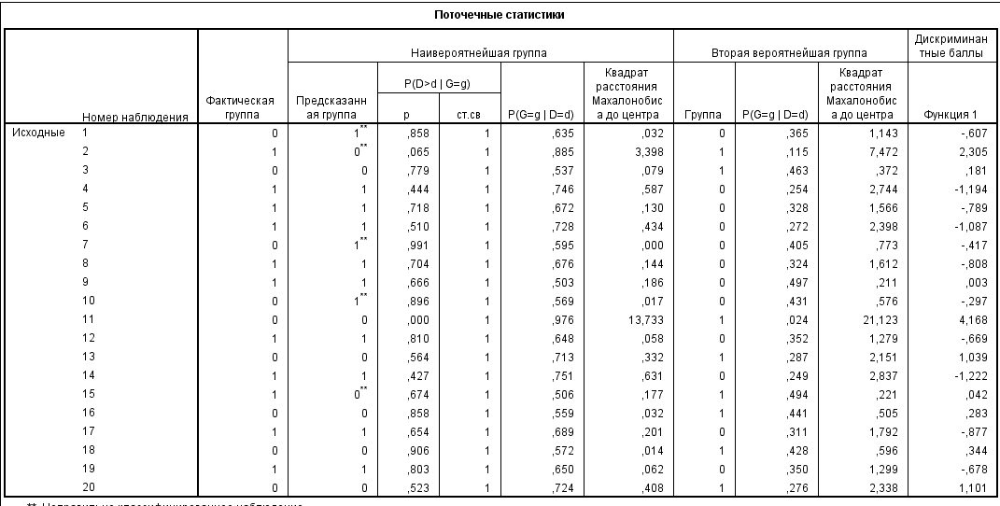 Поточечные статистики
Наивероятнейшая группа Вторая вероятнейшая группа Дискриминан
тные баллы
P(D>d | G=g) Квадрат расстояния Махалонобис а до центра Квадрат расстояния Махалонобис а до центра
Номер наблюдения Фактическая группа Предсказанн ая группа p ст.св P(G=g | D=d) Группа P(G=g | D=d) Функция 1
Исходные 1 0 1** ,858 1 ,635 ,032 0 ,365 1,143 -,607
2 1 0** ,065 1 ,885 3,398 1 ,115 7,472 2,305
3 0 0 ,779 1 ,537 ,079 1 ,463 ,372 ,181
4 1 1 ,444 1 ,746 ,587 0 ,254 2,744 -1,194
5 1 1 ,718 1 ,672 ,130 0 ,328 1,566 -,789
6 1 1 ,510 1 ,728 ,434 0 ,272 2,398 -1,087
7 0 1** ,991 1 ,595 ,000 0 ,405 ,773 -,417
8 1 1 ,704 1 ,676 ,144 0 ,324 1,612 -,808
9 1 1 ,666 1 ,503 ,186 0 ,497 ,211 ,003
10 0 1** ,896 1 ,569 ,017 0 ,431 ,576 -,297
11 0 0 ,000 1 ,976 13,733 1 ,024 21,123 4,168
12 1 1 ,810 1 ,648 ,058 0 ,352 1,279 -,669
13 0 0 ,564 1 ,713 ,332 1 ,287 2,151 1,039
14 1 1 ,427 1 ,751 ,631 0 ,249 2,837 -1,222
15 1 0** ,674 1 ,506 ,177 1 ,494 ,221 ,042
16 0 0 ,858 1 ,559 ,032 1 ,441 ,505 ,283
17 1 1 ,654 1 ,689 ,201 0 ,311 1,792 -,877
18 0 0 ,906 1 ,572 ,014 1 ,428 ,596 ,344
19 1 1 ,803 1 ,650 ,062 0 ,350 1,299 -,678
20 0 0 ,523 1 ,724 ,408 1 ,276 2,338 1,101